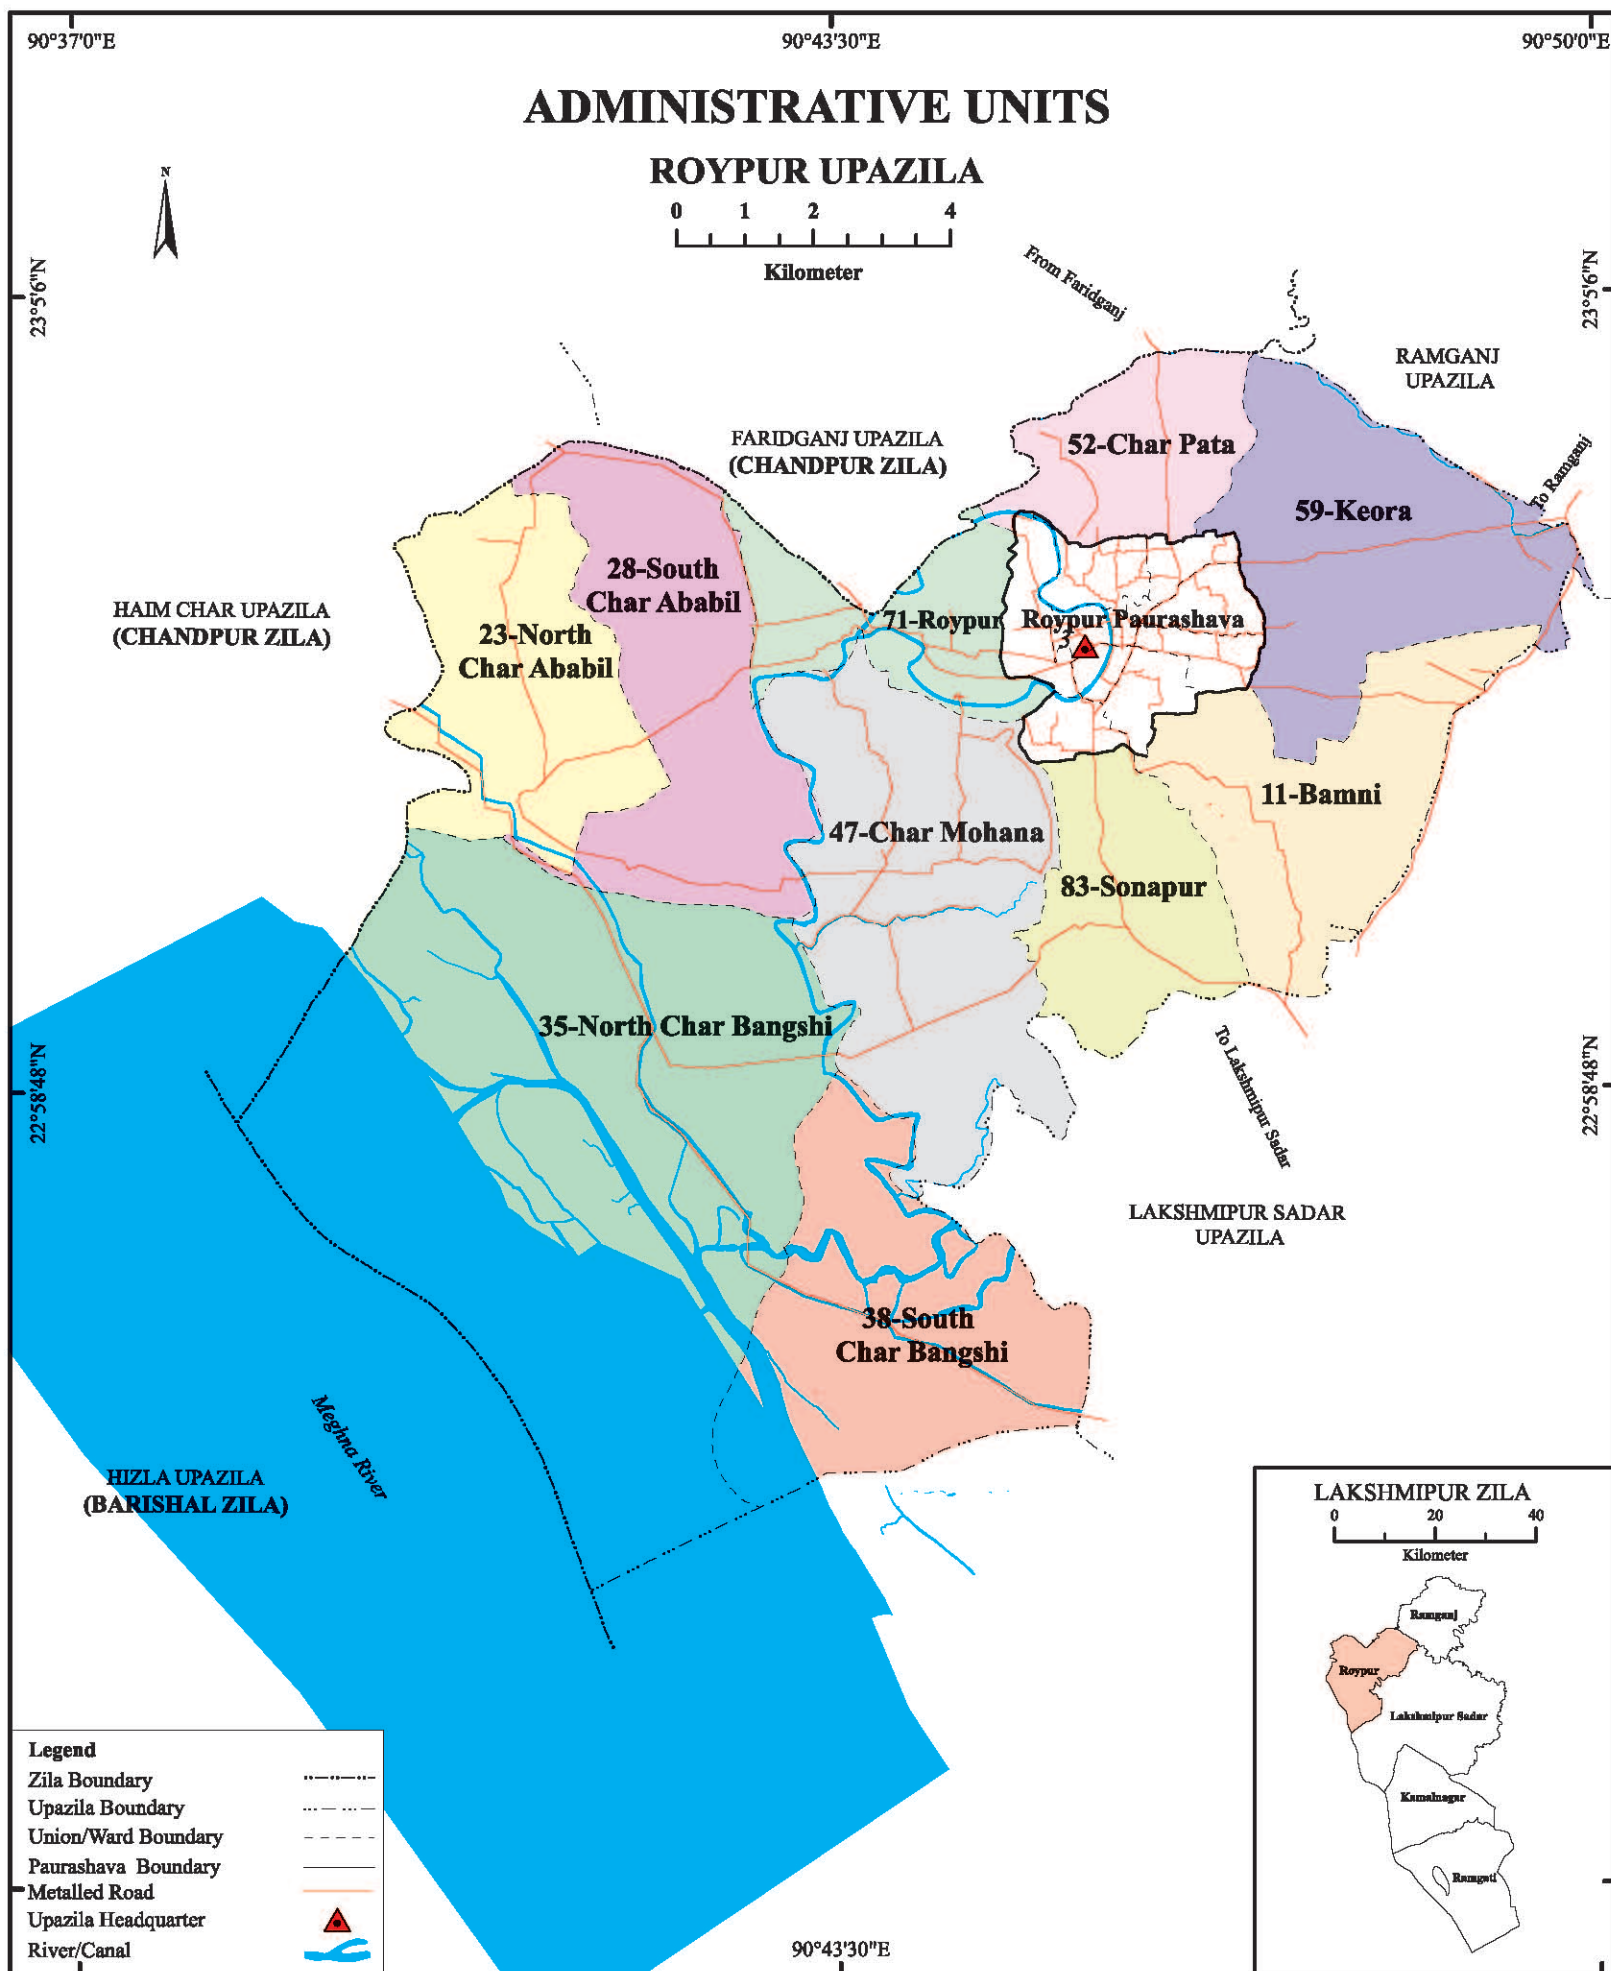 90°37'0"E
90°43'30"E
90°50'0"E
ADMINISTRATIVE UNITS
ROYPUR UPAZILA
N
0 1 2 4
Kilometer
23°5'6"N
23°5'6"N
From Faridganj
RAMGANJ
UPAZILA
FARIDGANJ UPAZILA
(CHANDPUR ZILA)
52-Char Pata
To Ramganj
59-Keora
28-South
Char Ababil
HAIM CHAR UPAZILA
(CHANDPUR ZILA)
23-North
Char Ababil
71-Roypur
Roypur Paurashava
3
11-Bamni
47-Char Mohana
83-Sonapur
35-North Char Bangshi
22°58'48"N
22°58'48"N
To Lakshmipur Sadar
LAKSHMIPUR SADAR
UPAZILA
38-South
Char Bangshi
Meghna River
HIZLA UPAZILA
(BARISHAL ZILA)
LAKSHMIPUR ZILA
0 20 40
Kilometer
Ramganj
Roypur
Lakshmipur Sadar
Kamalnagar
Ramgati
Legend
Zila Boundary
Upazila Boundary
Union/Ward Boundary
Paurashava Boundary
Metalled Road
Upazila Headquarter
River/Canal
90°43'30"E